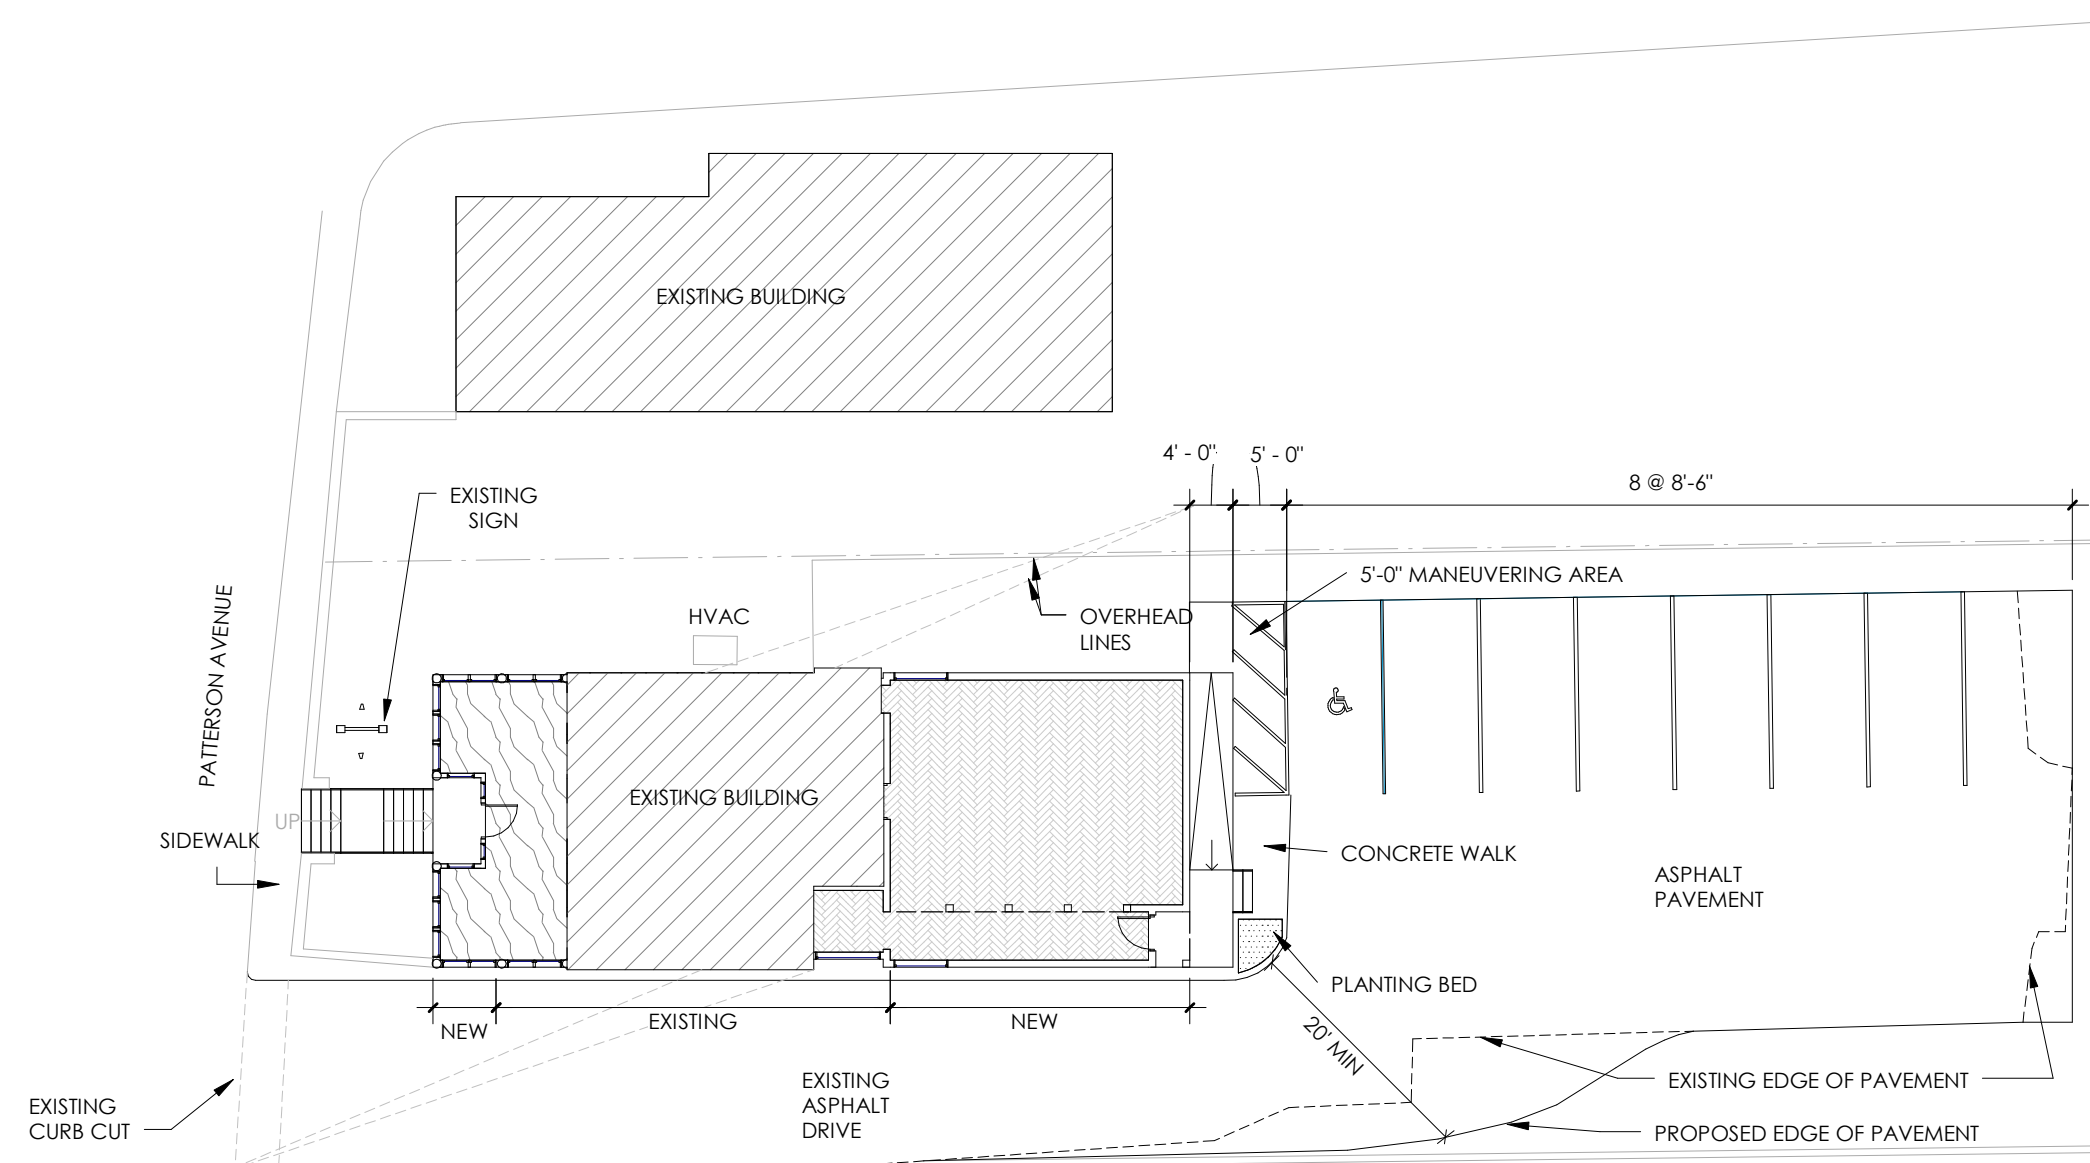 EXISTING BUILDING
4' - 0"
5' - 0"
8 @ 8'-6"
EXISTING
SIGN
5'-0" MANEUVERING AREA
HVAC
OVERHEAD
LINES
PATTERSON AVENUE
EXISTING BUILDING
UP
SIDEWALK
CONCRETE WALK
ASPHALT
PAVEMENT
PLANTING BED
NEW
EXISTING
NEW
20' MIN
EXISTING
ASPHALT
DRIVE
EXISTING EDGE OF PAVEMENT
EXISTING
CURB CUT
PROPOSED EDGE OF PAVEMENT